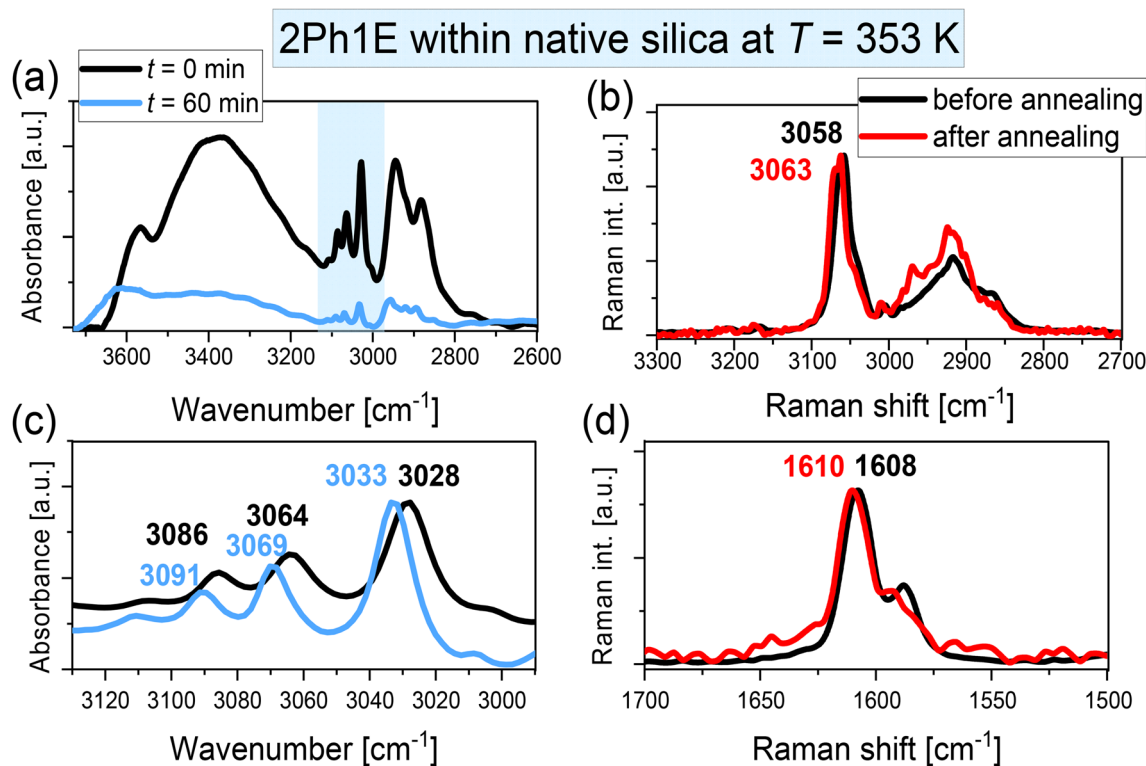 2Ph1E within native silica at T = 353 K
(a)
t = 0 min
t = 60 min
Absorbance [a.u.]
3600 3400 3200 3000 2800 2600
Wavenumber [cm-1]
(b)
before annealing
after annealing
3058
3063
Raman int. [a.u.]
3300 3200 3100 3000 2900 2800 2700
Raman shift [cm-1]
(c)
3033 3028
3086 3064
3091 3069
Absorbance [a.u.]
3120 3100 3080 3060 3040 3020 3000
Wavenumber [cm-1]
(d)
1610 1608
Raman int. [a.u.]
1700 1650 1600 1550 1500
Raman shift [cm-1]